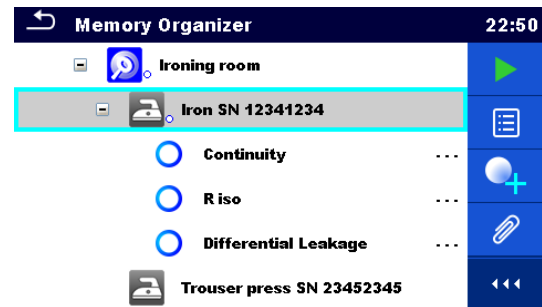 Memory Organizer 22:50
Ironing room
Iron SN 12341234
Continuity ---
R iso ---
Differential Leakage ---
Trouser press SN 23452345